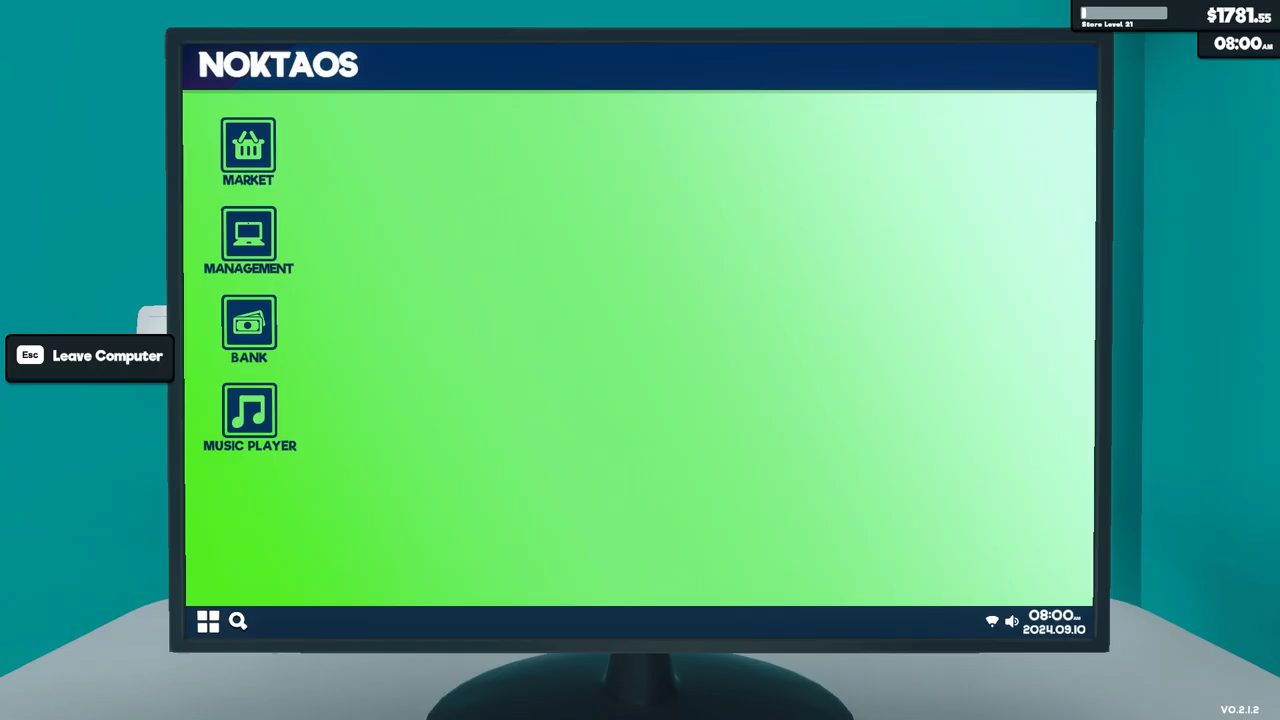 $1781.55
Store Level 21
08:00AM
NOKTAOS
MARKET
MANAGEMENT
BANK
MUSIC PLAYER
Esc Leave Computer
08:00AM
2024.09.10
V0.2.1.2